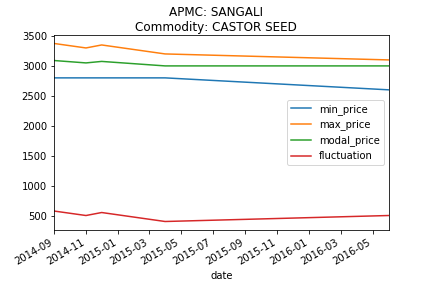 APMC: SANGALI
Commodity: CASTOR SEED
3500
3000
2500
2000
1500
1000
500
min_price
max_price
modal_price
fluctuation
2014-09
2014-11
2015-01
2015-03
2015-05
2015-07
2015-09
2015-11
2016-01
2016-03
2016-05
date